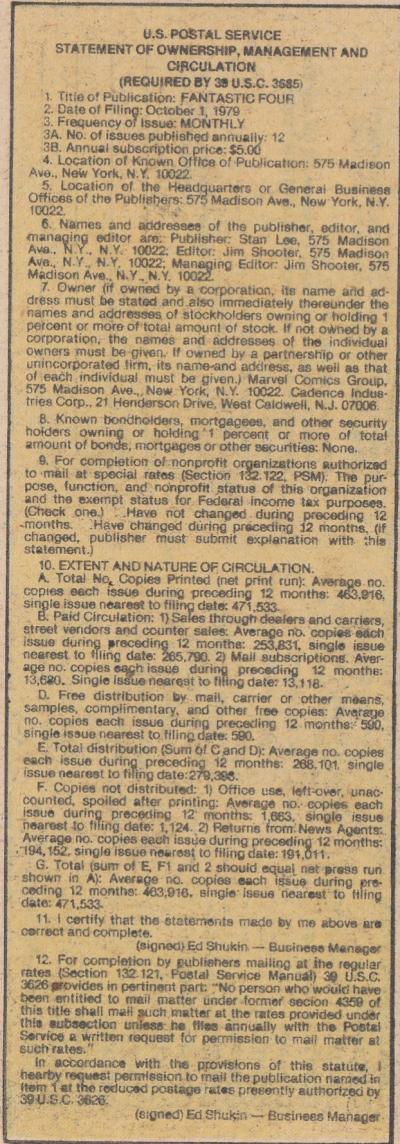 U.S. POSTAL SERVICE
STATEMENT OF OWNERSHIP, MANAGEMENT AND
CIRCULATION
(REQUIRED BY 39 U.S.C. 3685)
1. Title of Publication: FANTASTIC FOUR
2. Date of Filing: October 1, 1979
3. Frequency of Issue: MONTHLY
3A. No. of issues published annually: 12
3B. Annual subscription price: $5.00
4. Location of Known Office of Publication: 575 Madison
Ave., New York, N.Y. 10022.
5. Location of the Headquarters or General Business
Offices of the Publishers: 575 Madison Ave., New York, N.Y.
10022.
6. Names and addresses of the publisher, editor, and
managing editor are: Publisher: Stan Lee, 575 Madison
Ave., N.Y., N.Y. 10022; Editor: Jim Shooter, 575 Madison
Ave., N.Y., N.Y. 10022, Managing Editor: Jim Shooter, 575
Madison Ave., N.Y., N.Y. 10022.
7. Owner (if owned by a corporation, its name and ad-
dress must be stated and also immediately thereunder the
names and addresses of stockholders owning or holding 1
percent or more of total amount of stock. If not owned by a
corporation, the names and addresses of the individual
owners must be given. If owned by a partnership or other
unincorporated firm, its name and address, as well as that
of each individual must be given.) Marvel Comics Group,
575 Madison Ave., New York, N.Y. 10022. Cadence Indus-
tries Corp., 21 Henderson Drive, West Caldwell, N.J. 07006.
8. Known bondholders, mortgagees, and other security
holders owning or holding 1 percent or more of total
amount of bonds, mortgages or other securities: None.
9. For completion of nonprofit organizations authorized
to mail at special rates (Section 132.122, PSM). The pur-
pose, function, and nonprofit status of this organization
and the exempt status for Federal income tax purposes.
(Check one.) ..Have not changed during preceding 12
months. ..Have changed during preceding 12 months. (If
changed, publisher must submit explanation with this
statement.)
10. EXTENT AND NATURE OF CIRCULATION.
A. Total No. Copies Printed (net print run): Average no.
copies each issue during preceding 12 months: 463,916,
single issue nearest to filing date: 471,533.
B. Paid Circulation: 1) Sales through dealers and carriers,
street vendors and counter sales: Average no. copies each
issue during preceding 12 months: 253,831, single issue
nearest to filing date: 265,790. 2) Mail subscriptions. Aver-
age no. copies each issue during preceding 12 months:
13,680. Single issue nearest to filing date: 13,118.
D. Free distribution by mail, carrier or other means,
samples, complimentary, and other free copies: Average
no. copies each issue during preceding 12 months: 590,
single issue nearest to filing date: 590.
E. Total distribution (Sum of C and D): Average no. copies
each issue during preceding 12 months: 268,101, single
issue nearest to filing date: 279,398.
F. Copies not distributed: 1) Office use, left-over, unac-
counted, spoiled after printing: Average no. copies each
issue during preceding 12 months: 1,663, single issue
nearest to filing date: 1,124. 2) Returns from News Agents:
Average no. copies each issue during preceding 12 months:
194,152, single issue nearest to filing date: 191,011.
G. Total (sum of E, F1 and 2 should equal net press run
shown in A): Average no. copies each issue during pre-
ceding 12 months: 463,916, single issue nearest to filing
date: 471,533.
11. I certify that the statements made by me above are
correct and complete.
(signed) Ed Shukin — Business Manager
12. For completion by publishers mailing at the regular
rates (Section 132.121, Postal Service Manual) 39 U.S.C.
3626 provides in pertinent part: "No person who would have
been entitled to mail matter under former secion 4359 of
this title shall mail such matter at the rates provided under
this subsection unless he files annually with the Postal
Service a written request for permission to mail matter at
such rates."
In accordance with the provisions of this statute, I
hearby request permission to mail the publication named in
Item 1 at the reduced postage rates presently authorized by
39 U.S.C. 3626.
(signed) Ed Shukin — Business Manager